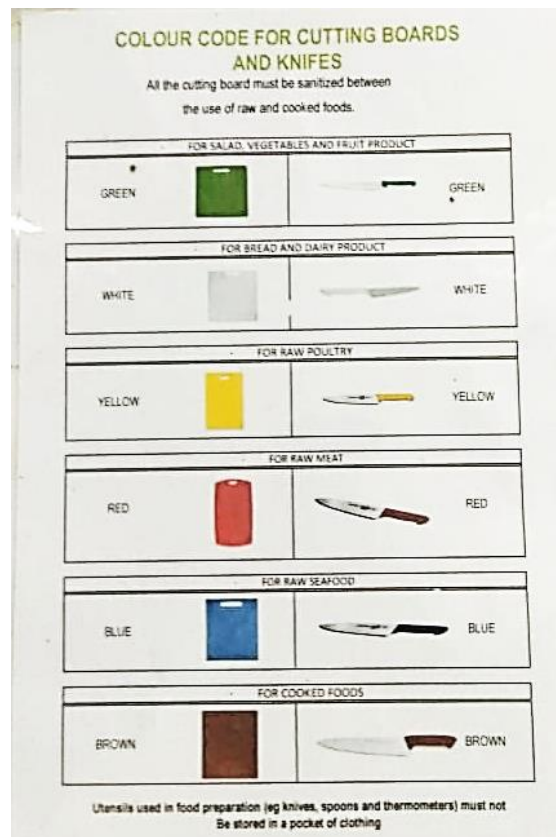 COLOUR CODE FOR CUTTING BOARDS
AND KNIFES
All the cutting board must be sanitized between
the use of raw and cooked foods.
FOR SALAD, VEGETABLES AND FRUIT PRODUCT
GREEN GREEN
FOR BREAD AND DAIRY PRODUCT
WHITE WHITE
FOR RAW POULTRY
YELLOW YELLOW
FOR RAW MEAT
RED RED
FOR RAW SEAFOOD
BLUE BLUE
FOR COOKED FOODS
BROWN BROWN
Utensils used in food preparation (eg knives, spoons and thermometers) must not
Be stored in a pocket of clothing